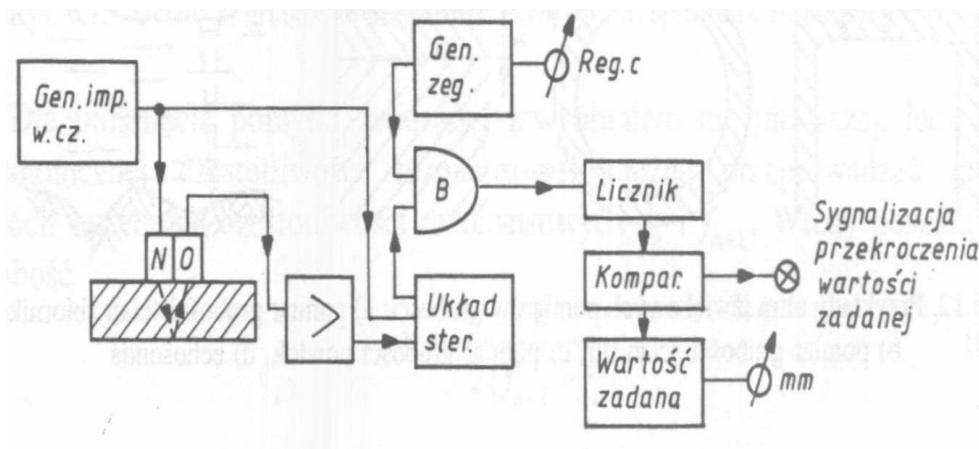 Gen. imp.
w.cz.
Gen.
zeg.
Reg. c
B
Licznik
N O
Układ
ster.
Kompar.
Wartość
zadana
mm
Sygnalizacja
przekroczenia
wartości
zadanej